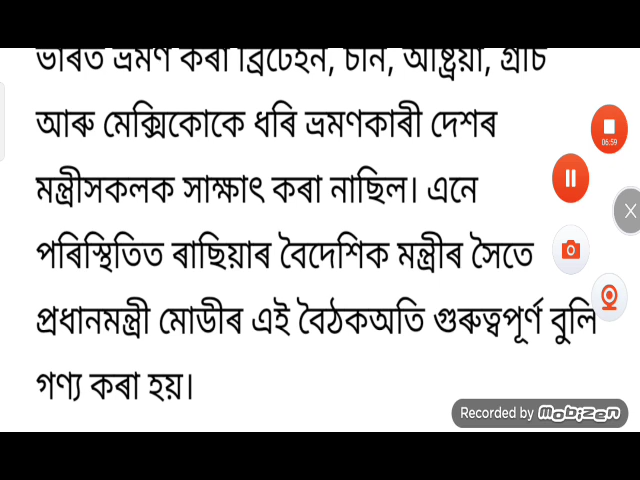 ভাৰত ভ্ৰমণ কৰা ব্ৰিটেইন, চীন, অষ্ট্ৰিয়া, গ্ৰীচ
আৰু মেক্সিকোকে ধৰি ভ্ৰমণকাৰী দেশৰ
মন্ত্ৰীসকলক সাক্ষাৎ কৰা নাছিল। এনে
পৰিস্থিতিত ৰাছিয়াৰ বৈদেশিক মন্ত্ৰীৰ সৈতে
প্ৰধানমন্ত্ৰী মোডীৰ এই বৈঠকঅতি গুৰুত্বপূৰ্ণ বুলি
গণ্য কৰা হয়।
06:59
Recorded by Mobizen